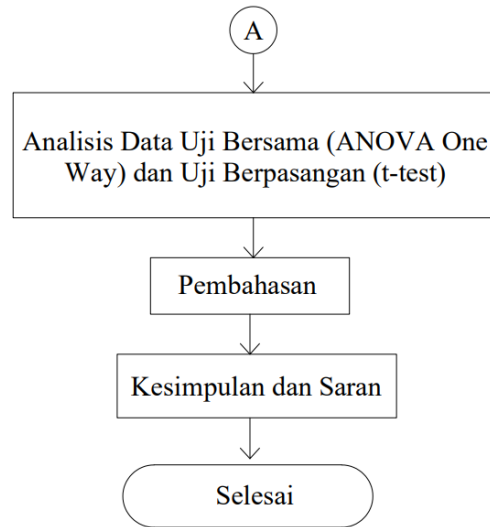 A
Analisis Data Uji Bersama (ANOVA One
Way) dan Uji Berpasangan (t-test)
Pembahasan
Kesimpulan dan Saran
Selesai